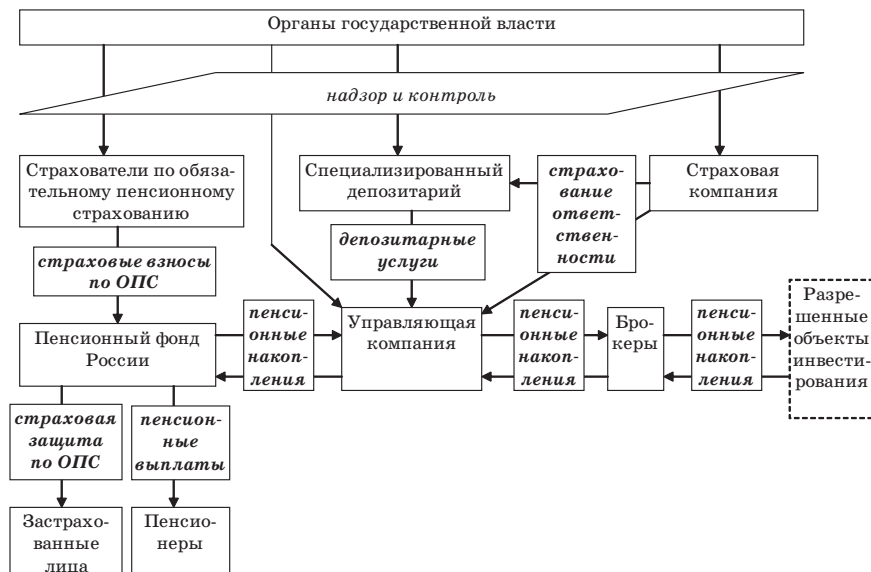 Органы государственной власти
надзор и контроль
Страхователи по обяза-
тельному пенсионному
страхованию
Специализированный
депозитарий
страхо-
вание
ответ-
ствен-
ности
Страховая
компания
страховые взносы
по ОПС
депозитарные
услуги
Пенсионный фонд
России
пенси-
онные
накоп-
ления
Управляющая
компания
пенси-
онные
накоп-
ления
Бро-
керы
пенси-
онные
накоп-
ления
Разре-
шенные
объекты
инвести-
рования
страховая
защита
по ОПС
пенсион-
ные
выплаты
Застрахо-
ванные
лица
Пенсио-
неры